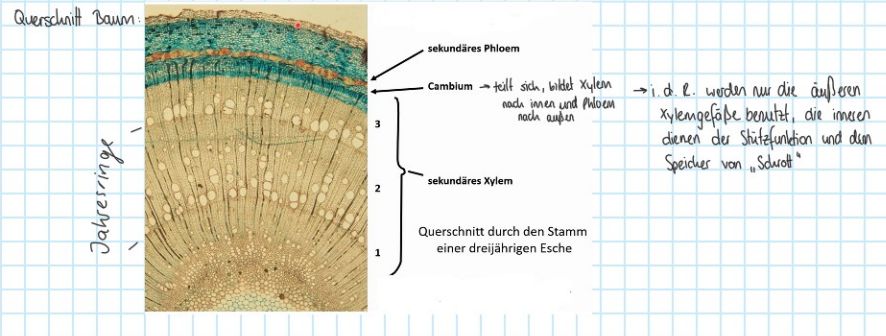 Querschnitt Baum:
sekundäres Phloem
Cambium → teilt sich, bildet Xylem
nach innen und Phloem
nach außen
→ i. d. R. werden nur die äußeren
Xylemgefäße benutzt, die inneren
dienen der Stützfunktion und dem
Speicher von „Schrott"
Jahresringe
3
2
1
sekundäres Xylem
Querschnitt durch den Stamm
einer dreijährigen Esche